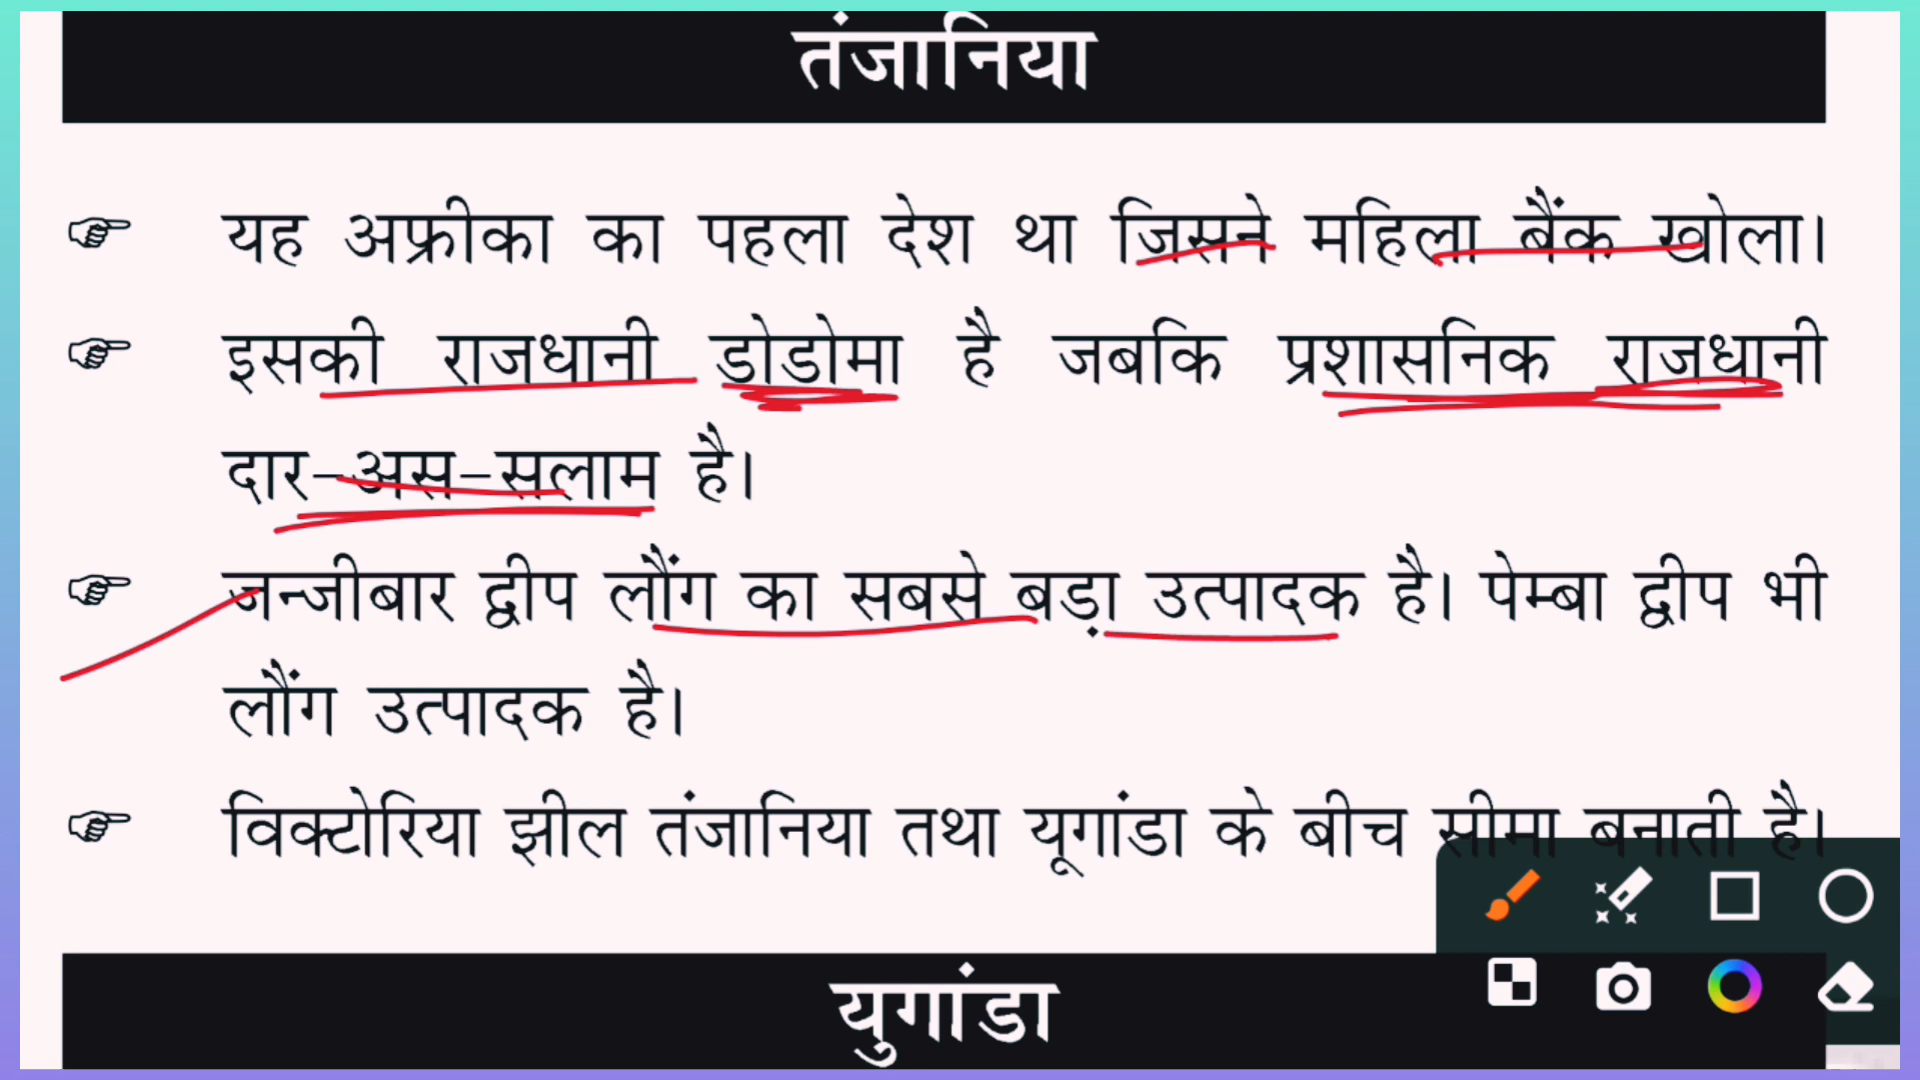 तंजानिया
यह अफ्रीका का पहला देश था जिसने महिला बैंक खोला।
इसकी राजधानी डोडोमा है जबकि प्रशासनिक राजधानी
दार-अस-सलाम है।
जन्जीबार द्वीप लौंग का सबसे बड़ा उत्पादक है। पेम्बा द्वीप भी
लौंग उत्पादक है।
विक्टोरिया झील तंजानिया तथा यूगांडा के बीच सीमा बनाती है।
युगांडा